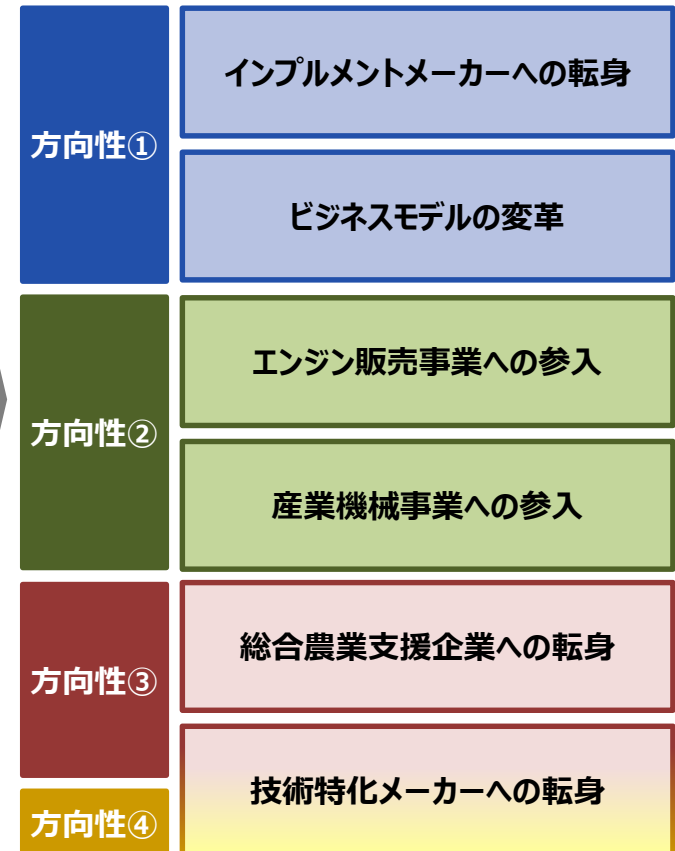 方向性①
インプルメントメーカーへの転身
ビジネスモデルの変革
方向性②
エンジン販売事業への参入
産業機械事業への参入
方向性③
総合農業支援企業への転身
技術特化メーカーへの転身
方向性④